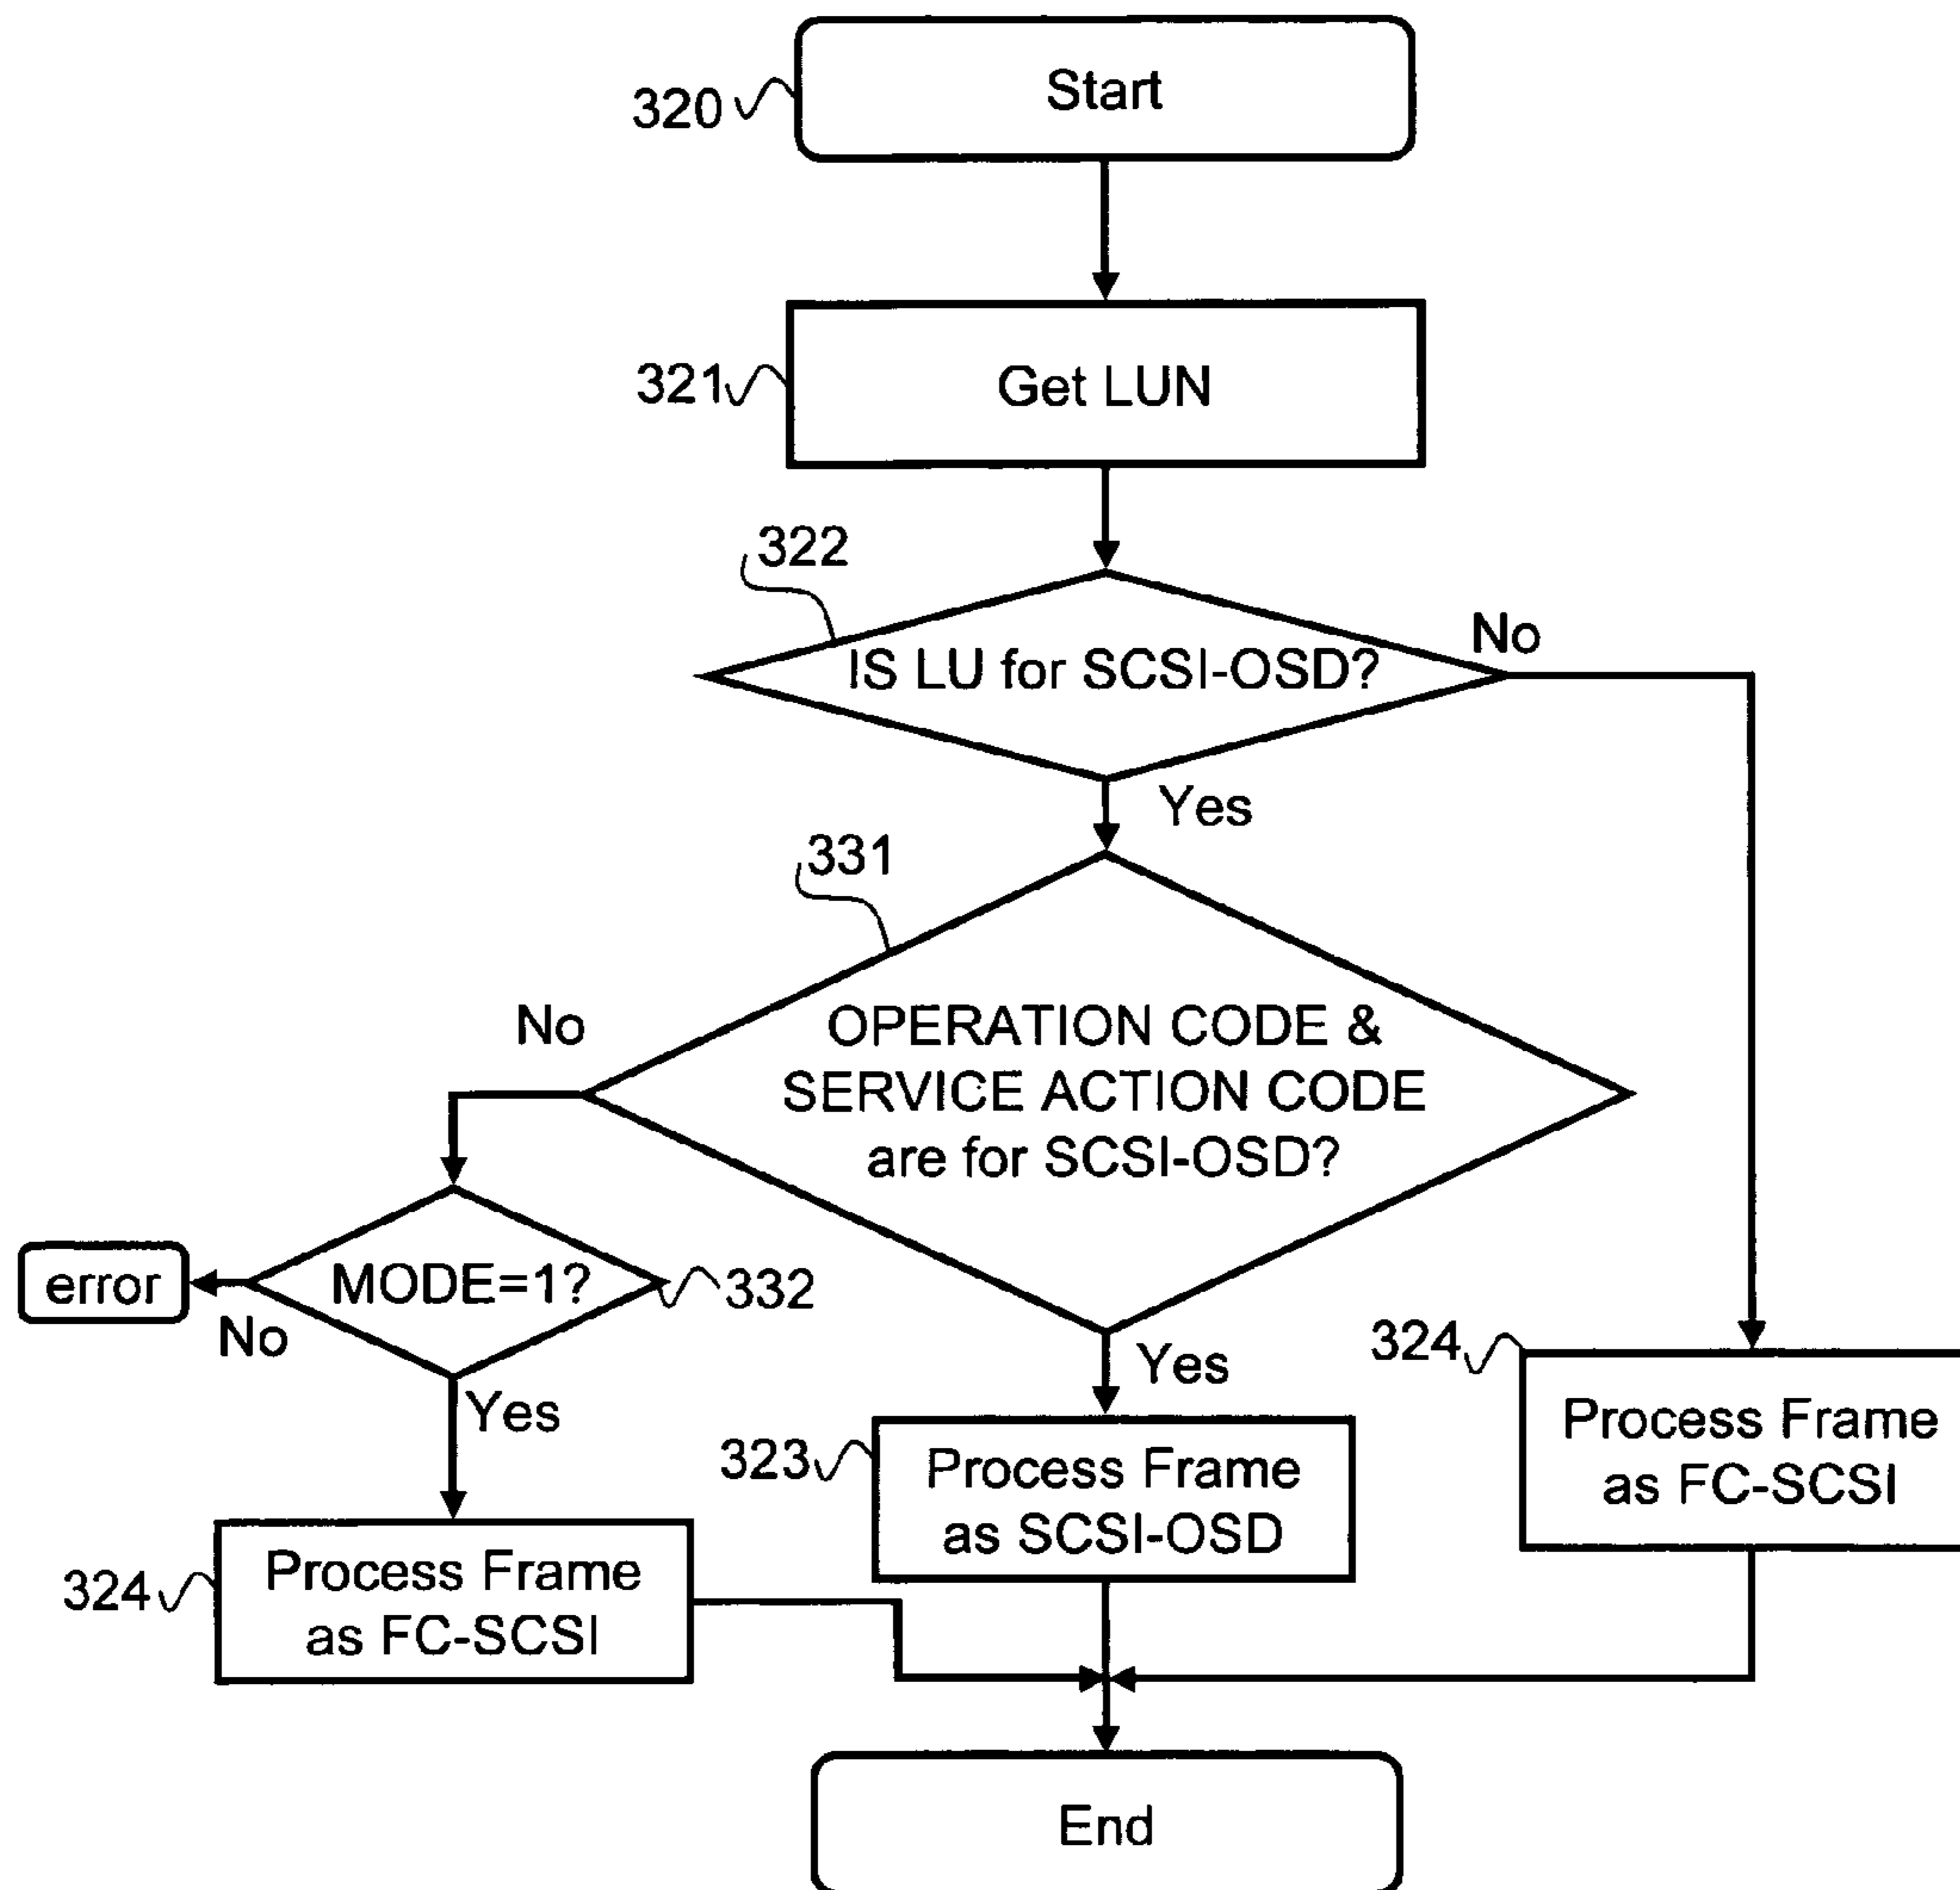 320
Start
321
Get LUN
322
IS LU for SCSI-OSD?
No
Yes
331
No
OPERATION CODE &
SERVICE ACTION CODE
are for SCSI-OSD?
error
MODE=1?
332
No
Yes
Yes
324
Process Frame
as FC-SCSI
323
Process Frame
as SCSI-OSD
324
Process Frame
as FC-SCSI
End